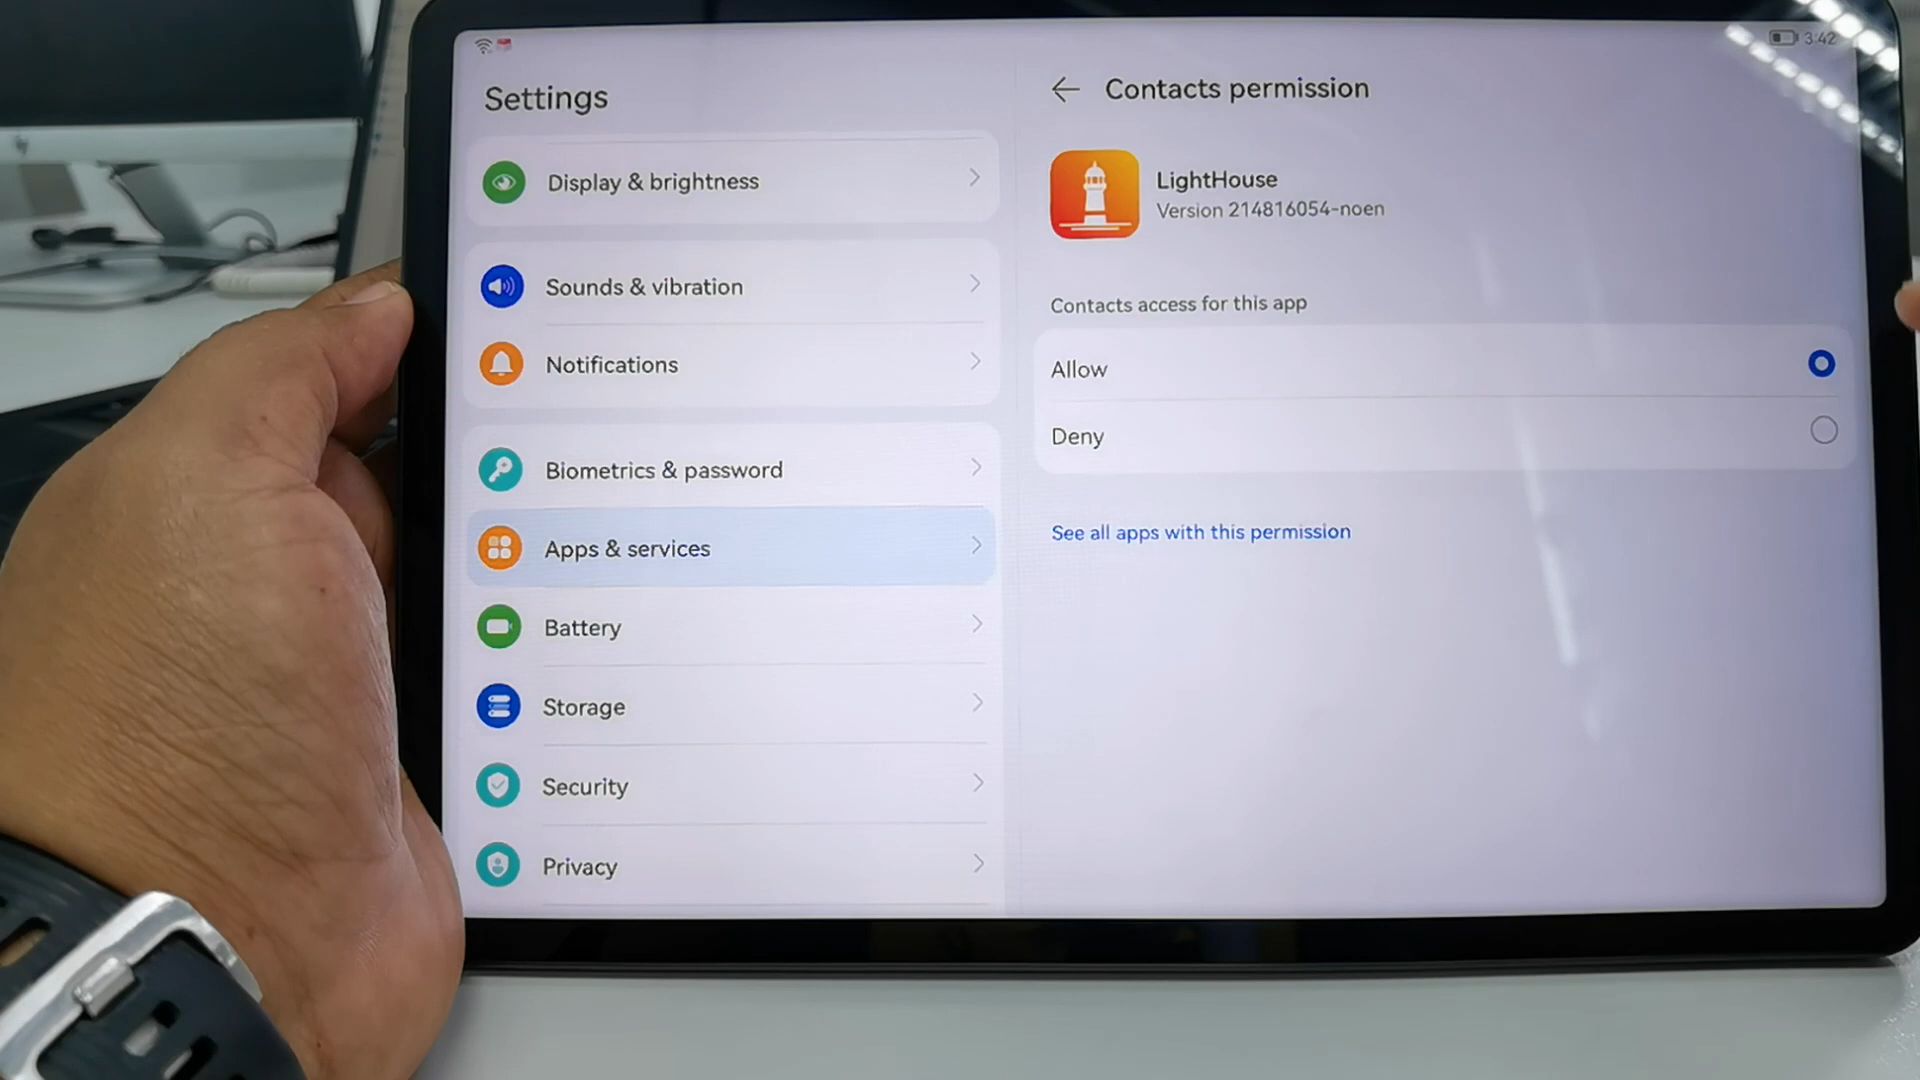 3:42
Settings
Display & brightness
Sounds & vibration
Notifications
Biometrics & password
Apps & services
Battery
Storage
Security
Privacy
Contacts permission
LightHouse
Version 214816054-noen
Contacts access for this app
Allow
Deny
See all apps with this permission